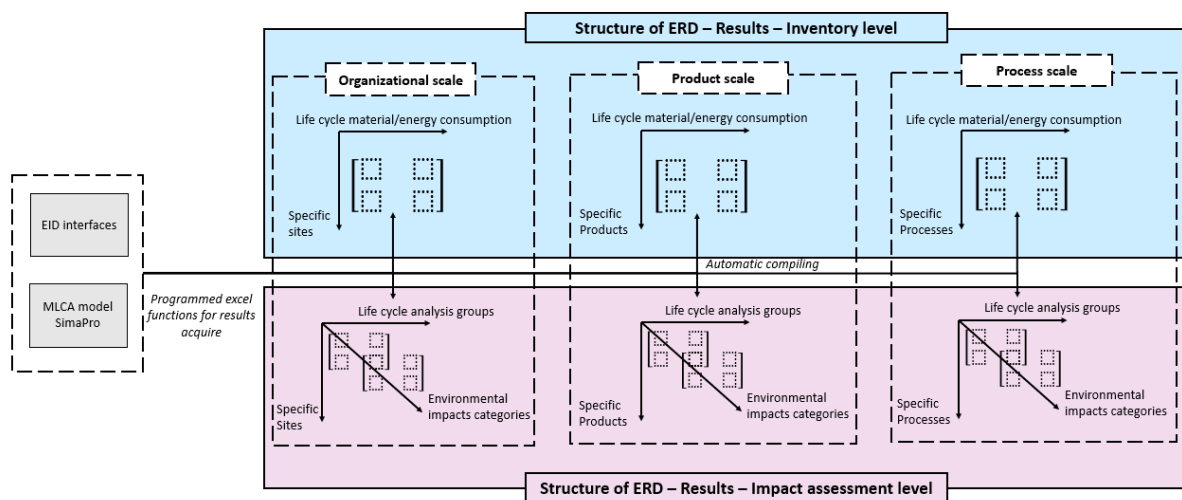 Structure of ERD – Results – Inventory level
Organizational scale
Product scale
Process scale
Life cycle material/energy consumption
Life cycle material/energy consumption
Life cycle material/energy consumption
Specific
sites
Specific
Products
Specific
Processes
EID interfaces
MLCA model
SimaPro
Programmed excel
functions for results
acquire
Automatic compiling
Life cycle analysis groups
Life cycle analysis groups
Life cycle analysis groups
Specific
Sites
Environmental
impacts categories
Specific
Products
Environmental
impacts categories
Specific
Processes
Environmental
impacts categories
Structure of ERD – Results – Impact assessment level